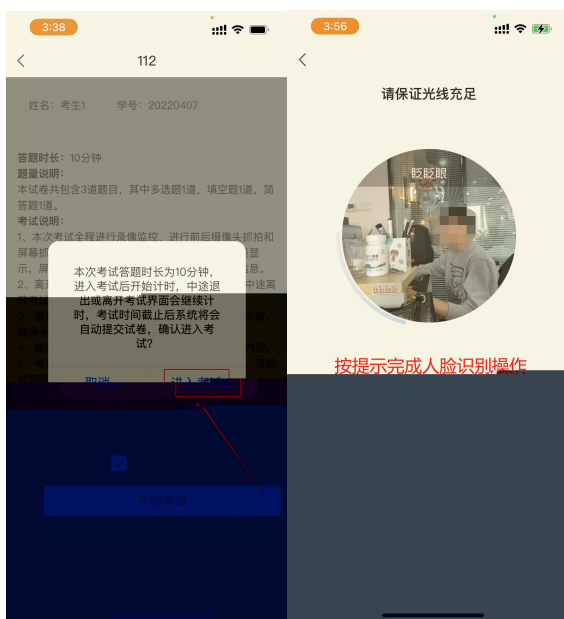 3:38
112
姓名：考生1 学号：20220407
答题时长：10分钟
题量说明：
本试卷共包含3道题目，其中多选题1道，填空题1道，简
答题1道。
考试说明：
1、本次考试全程进行录像监控，进行前后摄像头抓拍和
本次考试答题时长为10分钟，
进入考试后开始计时，中途退
出或离开考试界面会继续计
时，考试时间截止后系统将会
自动提交试卷，确认进入考
试？
取消
进入考试
开始考试
3:56
请保证光线充足
眨眨眼
按提示完成人脸识别操作